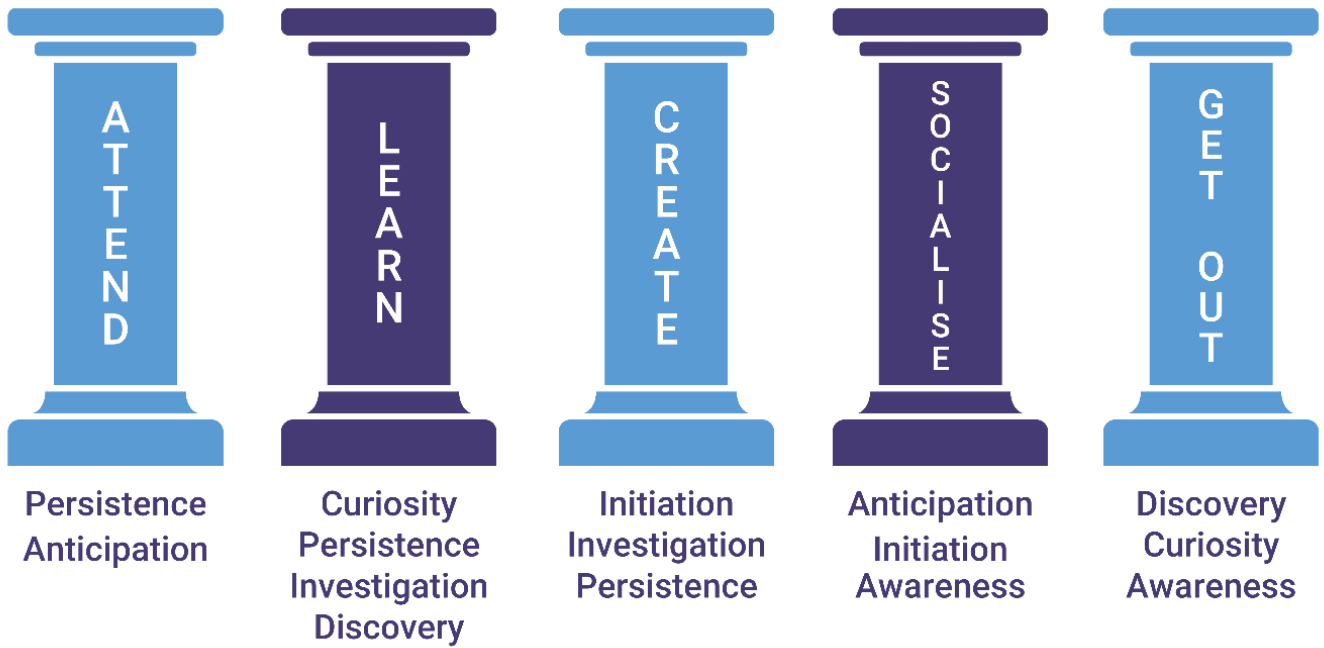 ATTEND
LEARN
CREATE
SOCIALISE
GET OUT
Persistence
Anticipation
Curiosity
Persistence
Investigation
Discovery
Initiation
Investigation
Persistence
Anticipation
Initiation
Awareness
Discovery
Curiosity
Awareness